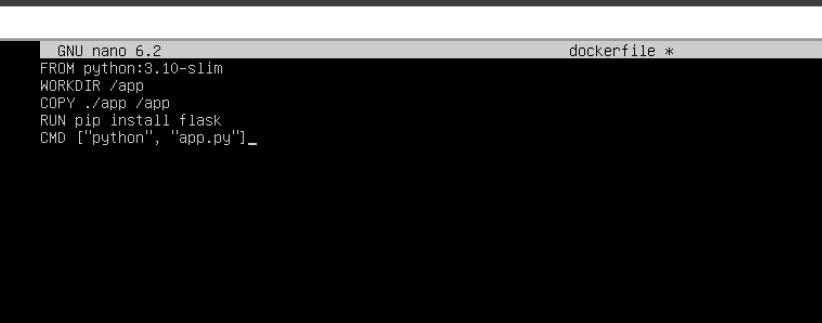 GNU nano 6.2 dockerfile *
FROM python:3.10-slim
WORKDIR /app
COPY ./app /app
RUN pip install flask
CMD ["python", "app.py"]